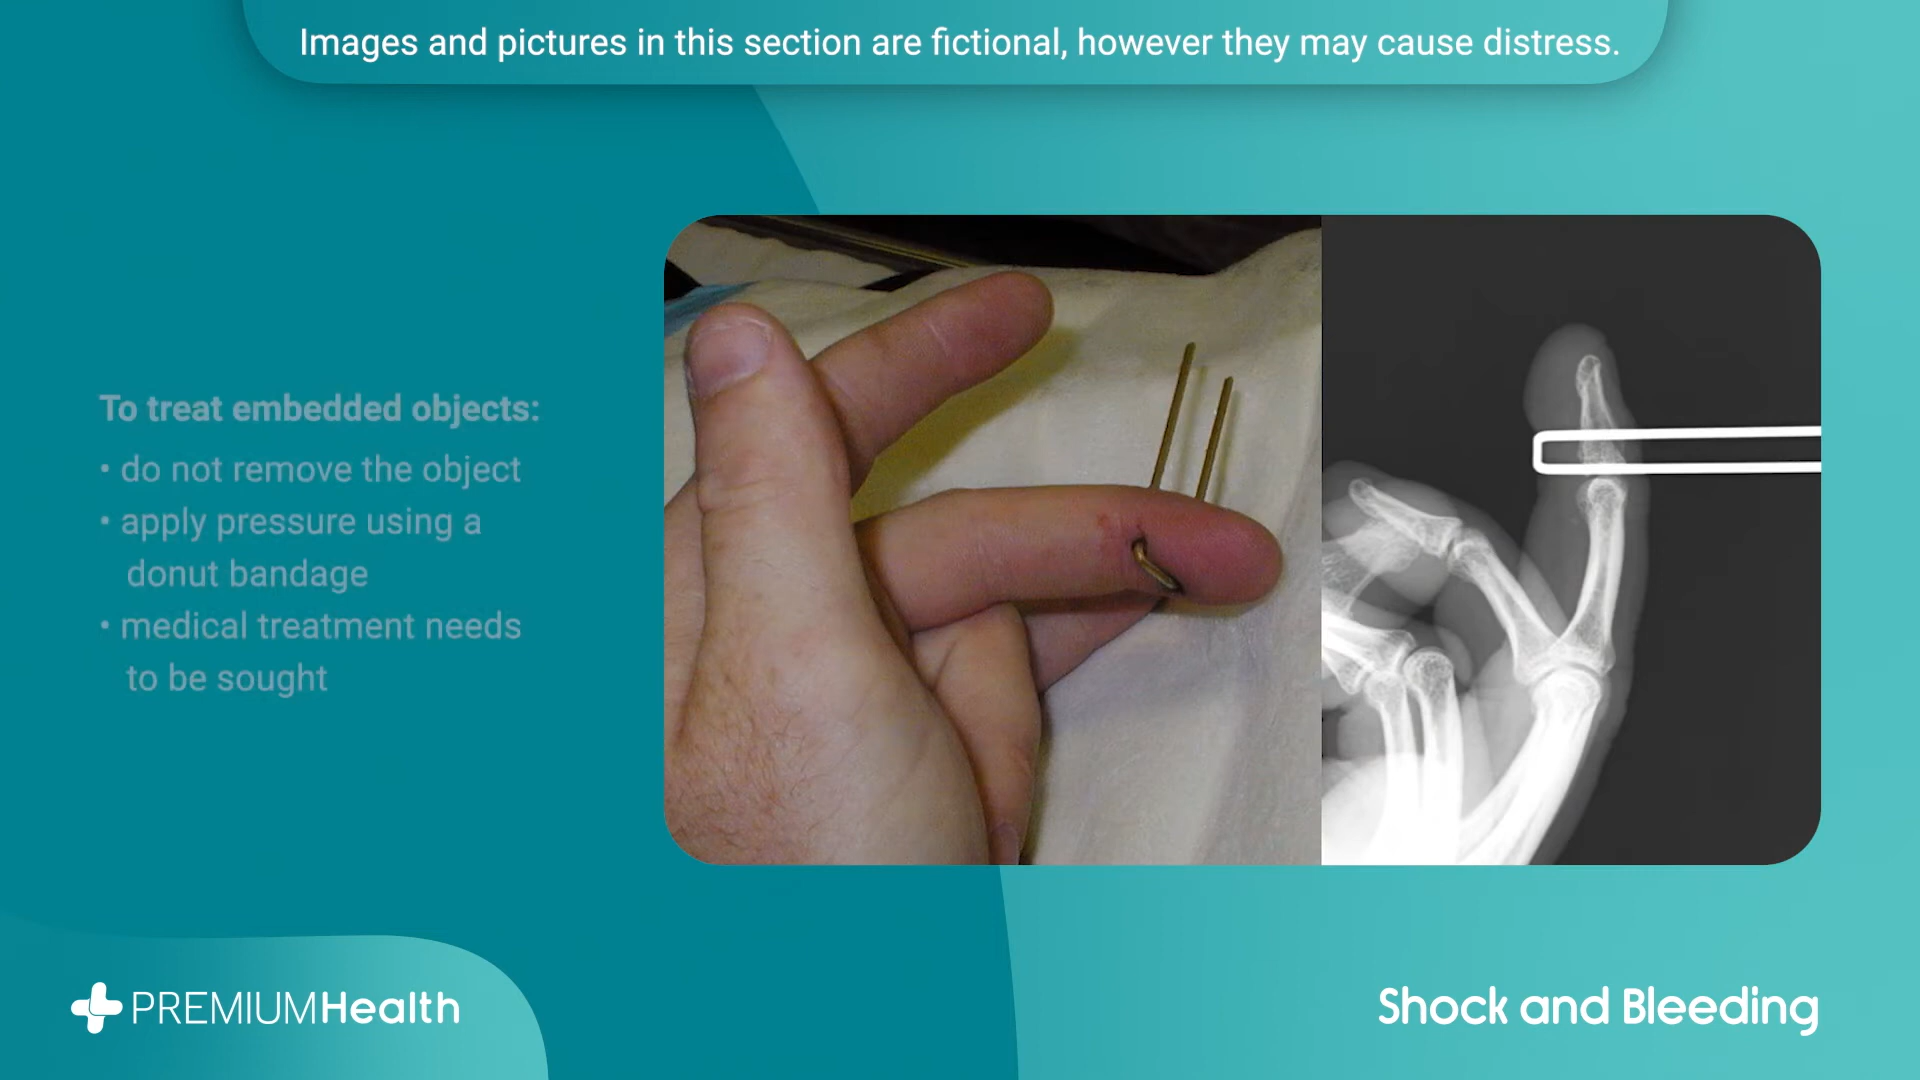 Images and pictures in this section are fictional, however they may cause distress.
To treat embedded objects:
• do not remove the object
• apply pressure using a
donut bandage
• medical treatment needs
to be sought
PREMIUMHealth
Shock and Bleeding